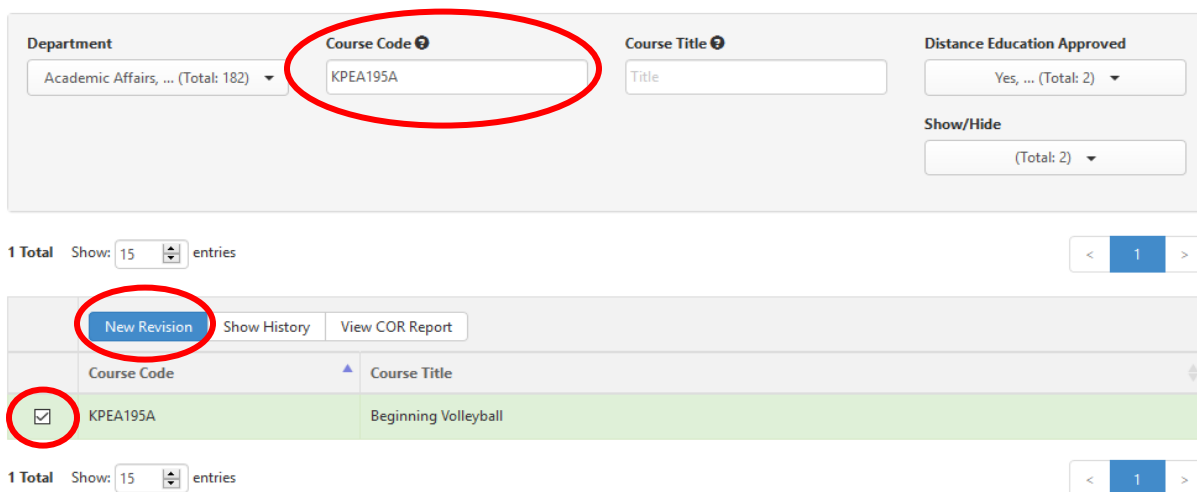 Department Course Code Course Title Distance Education Approved
Academic Affairs, ... (Total: 182) KPEA195A Title Yes, ... (Total: 2)
Show/Hide
(Total: 2)
1 Total Show: 15 entries < 1 >
New Revision Show History View COR Report
Course Code Course Title
KPEA195A Beginning Volleyball
1 Total Show: 15 entries < 1 >